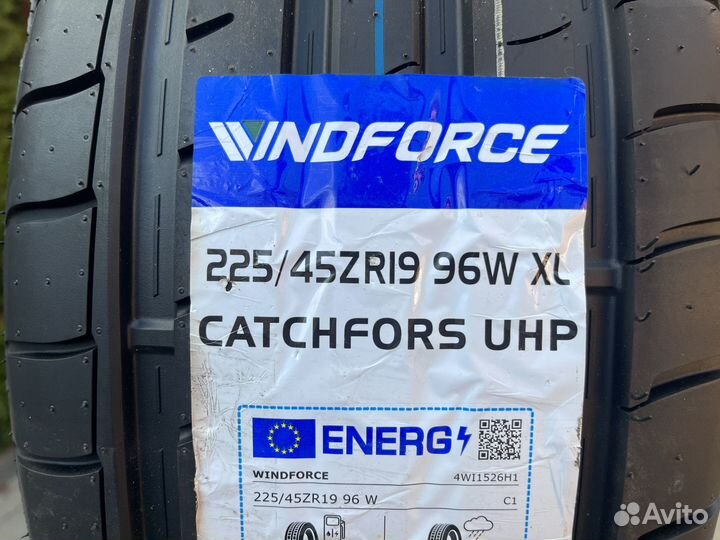 WINDFORCE
225/45ZR19 96W XL
CATCHFORS UHP
ENERG
WINDFORCE 4WI1526H1
225/45ZR19 96 W C1
Avito